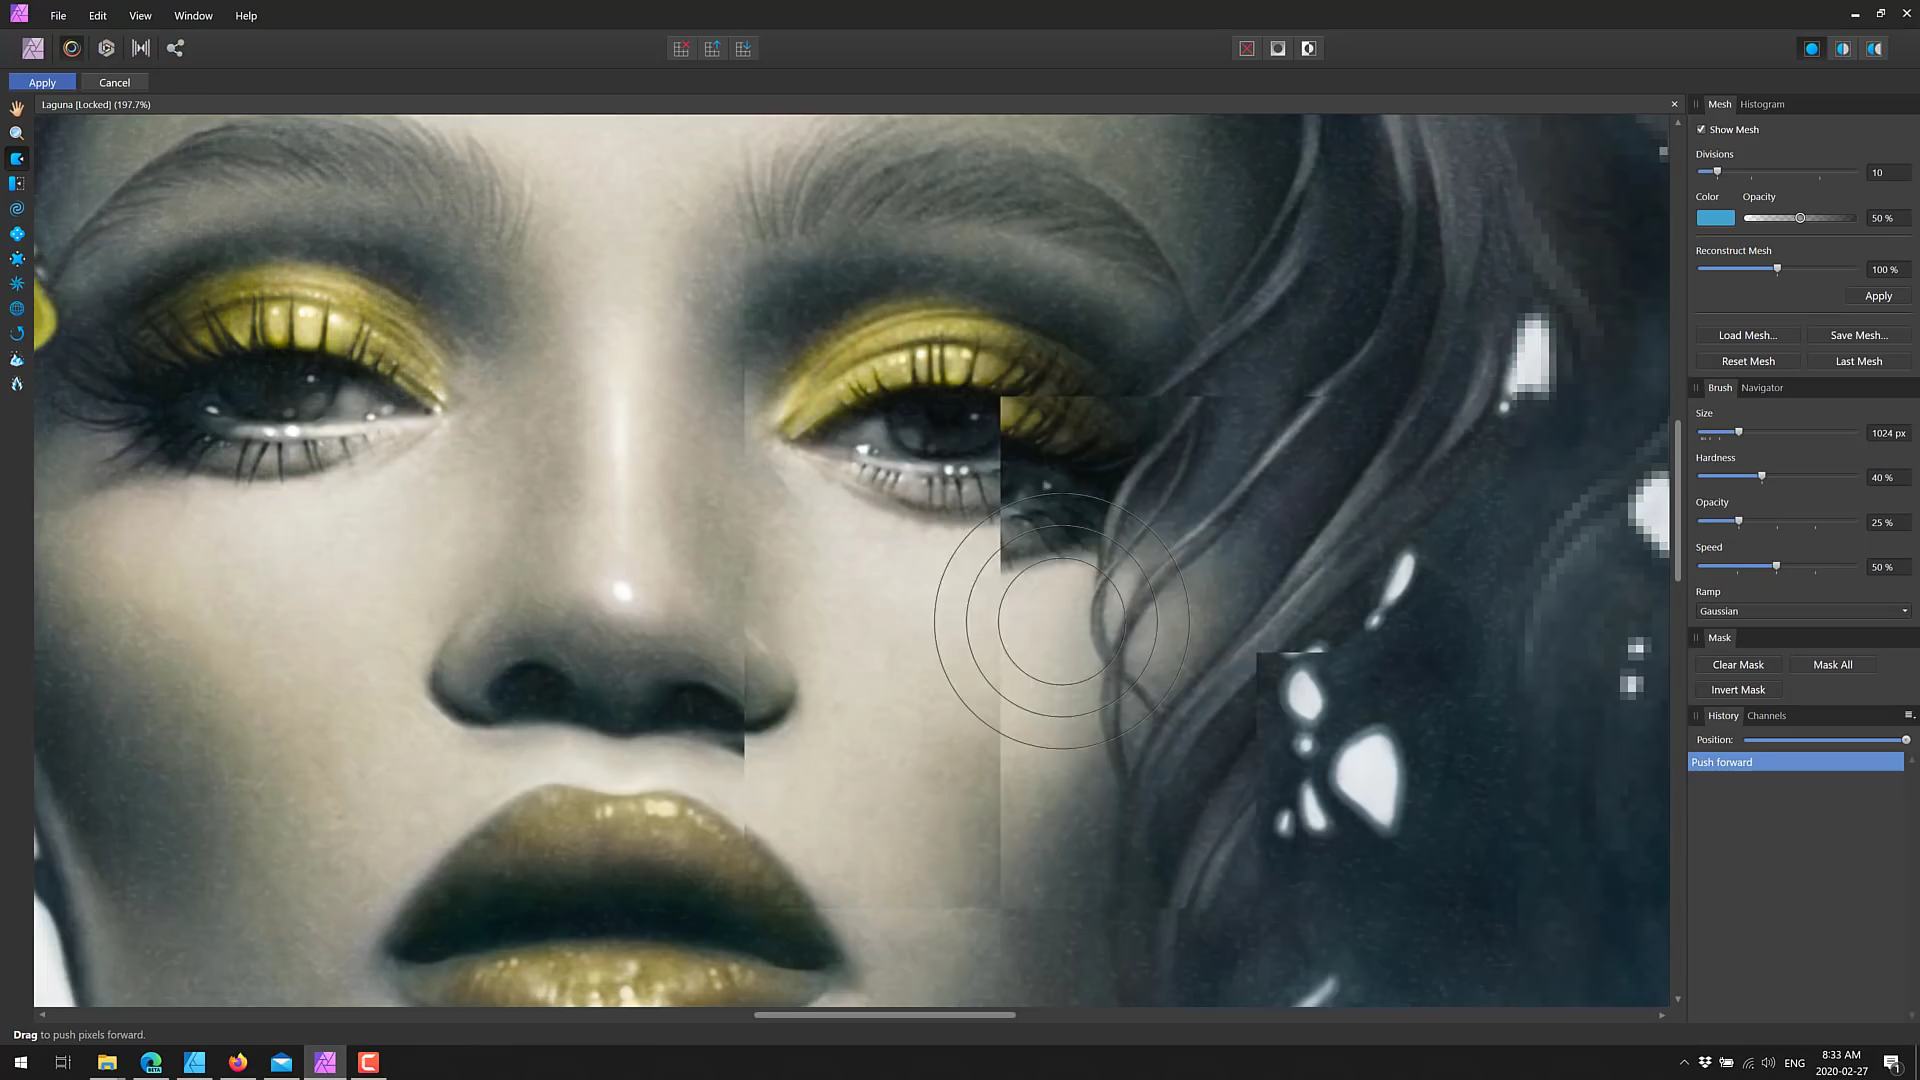 File Edit View Window Help
Apply Cancel
Laguna [Locked] (197.7%)
Mesh Histogram
Show Mesh
Divisions
10
Color Opacity
50 %
Reconstruct Mesh
100 %
Apply
Load Mesh... Save Mesh...
Reset Mesh Last Mesh
Brush Navigator
Size
1024 px
Hardness
40 %
Opacity
25 %
Speed
50 %
Ramp
Gaussian
Mask
Clear Mask Mask All
Invert Mask
History Channels
Position:
Push forward
Drag to push pixels forward.
BETA
ENG
8:33 AM
2020-02-27
1